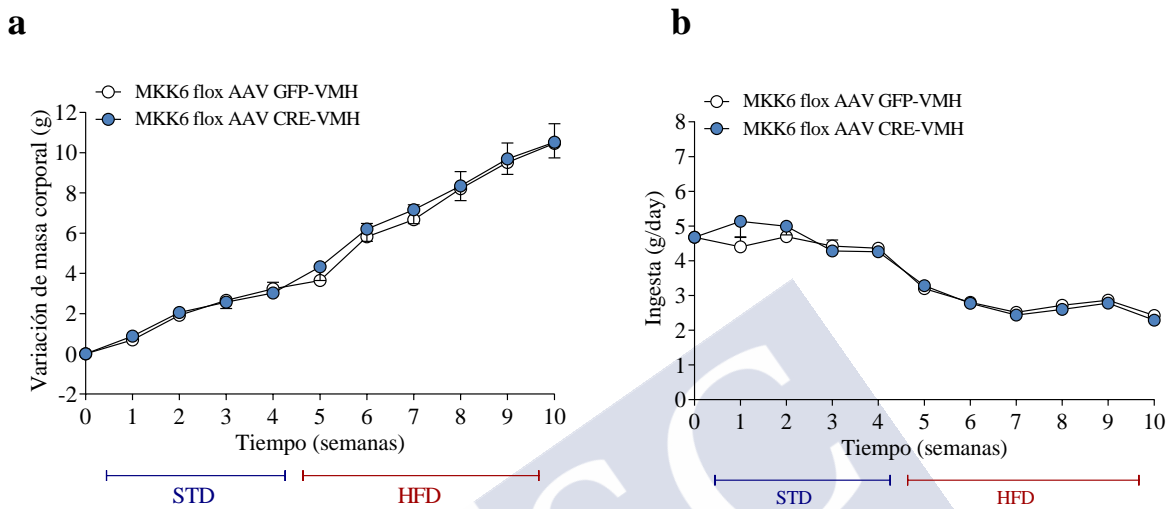 a
MKK6 flox AAV GFP-VMH
MKK6 flox AAV CRE-VMH
Variación de masa corporal (g)
12
10
8
6
4
2
0
-2
0 1 2 3 4 5 6 7 8 9 10
Tiempo (semanas)
STD HFD
b
MKK6 flox AAV GFP-VMH
MKK6 flox AAV CRE-VMH
Ingesta (g/day)
8
7
6
5
4
3
2
1
0
0 1 2 3 4 5 6 7 8 9 10
Tiempo (semanas)
STD HFD